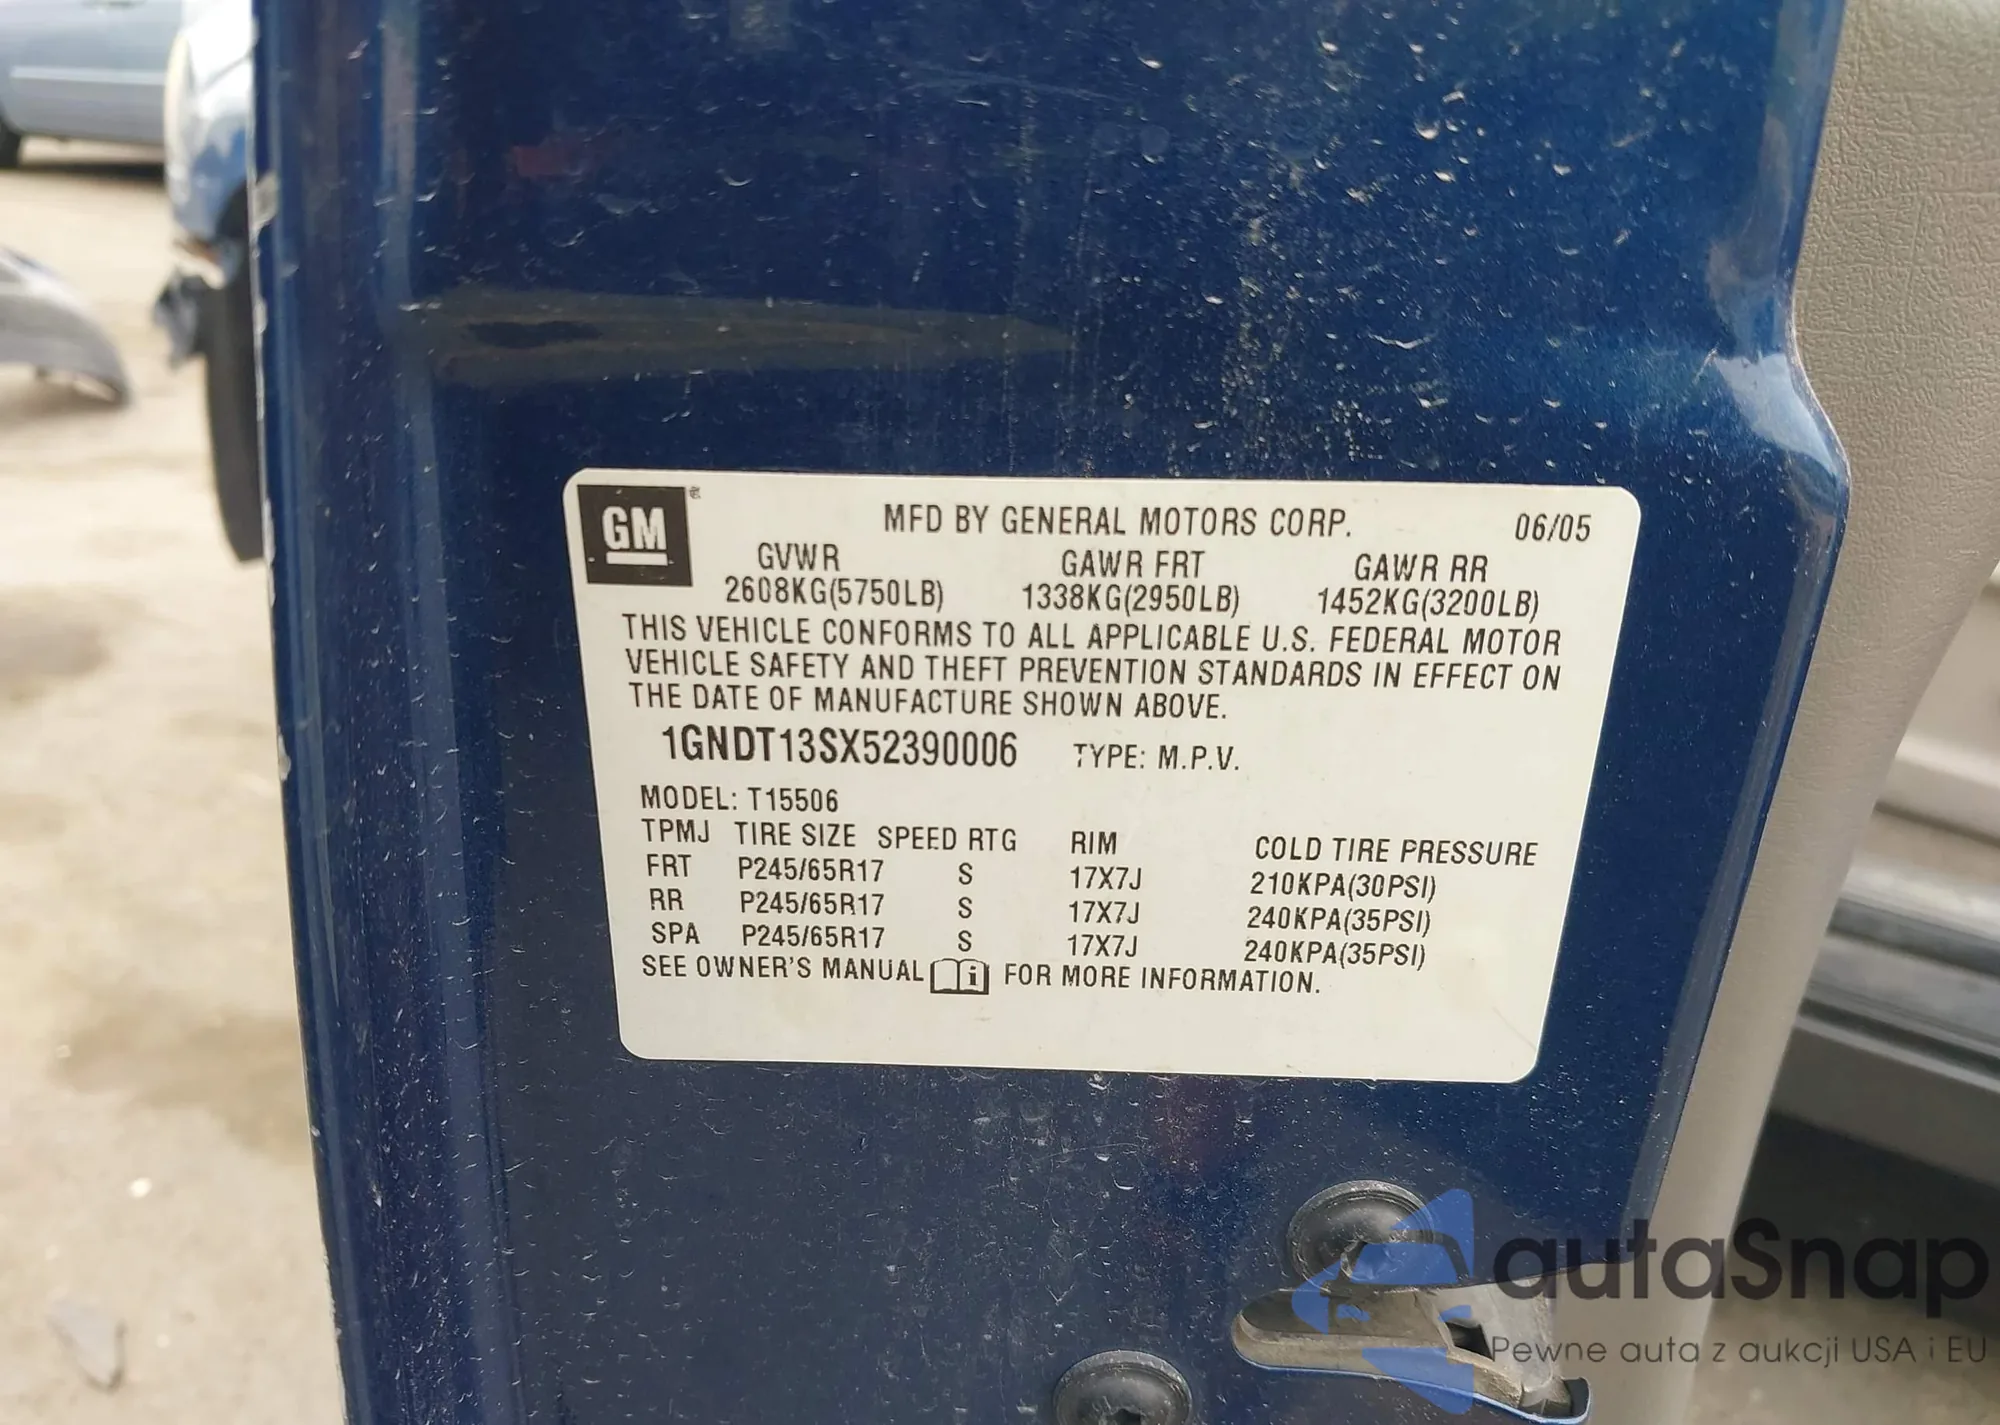 GM ®
MFD BY GENERAL MOTORS CORP. 06/05
GVWR GAWR FRT GAWR RR
2608KG(5750LB) 1338KG(2950LB) 1452KG(3200LB)
THIS VEHICLE CONFORMS TO ALL APPLICABLE U.S. FEDERAL MOTOR
VEHICLE SAFETY AND THEFT PREVENTION STANDARDS IN EFFECT ON
THE DATE OF MANUFACTURE SHOWN ABOVE.
1GNDT13SX52390006 TYPE: M.P.V.
MODEL: T15506
TPMJ TIRE SIZE SPEED RTG RIM COLD TIRE PRESSURE
FRT P245/65R17 S 17X7J 210KPA(30PSI)
RR P245/65R17 S 17X7J 240KPA(35PSI)
SPA P245/65R17 S 17X7J 240KPA(35PSI)
SEE OWNER'S MANUAL i FOR MORE INFORMATION.
autaSnap
Pewne auta z aukcji USA i EU